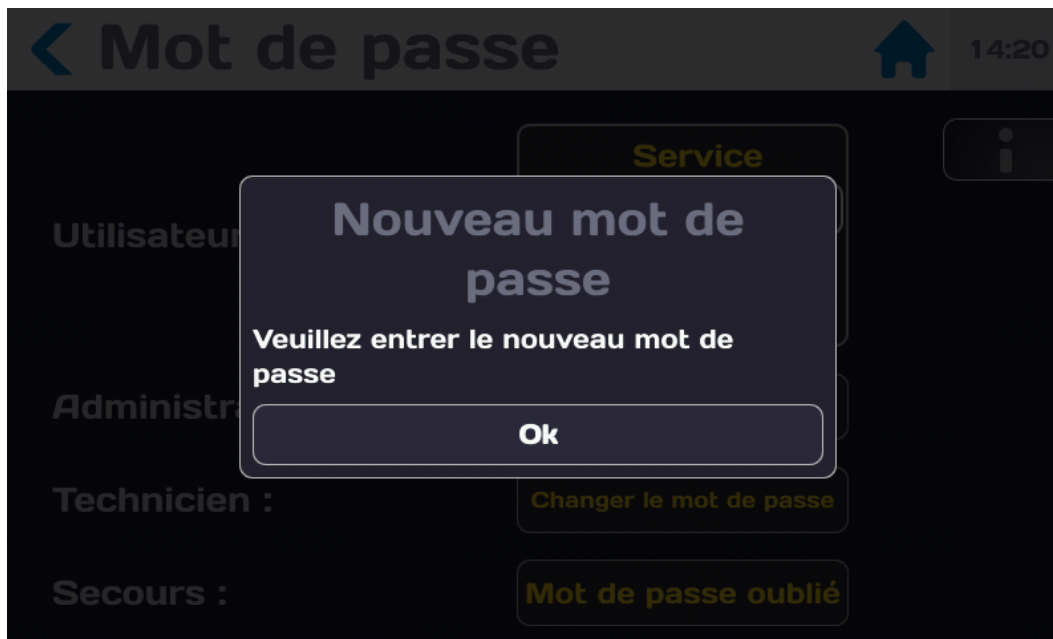 Mot de passe
14:20
Service
Utilisateur
Nouveau mot de
passe
Veuillez entrer le nouveau mot de
passe
Ok
Technicien :
Changer le mot de passe
Secours :
Mot de passe oublié